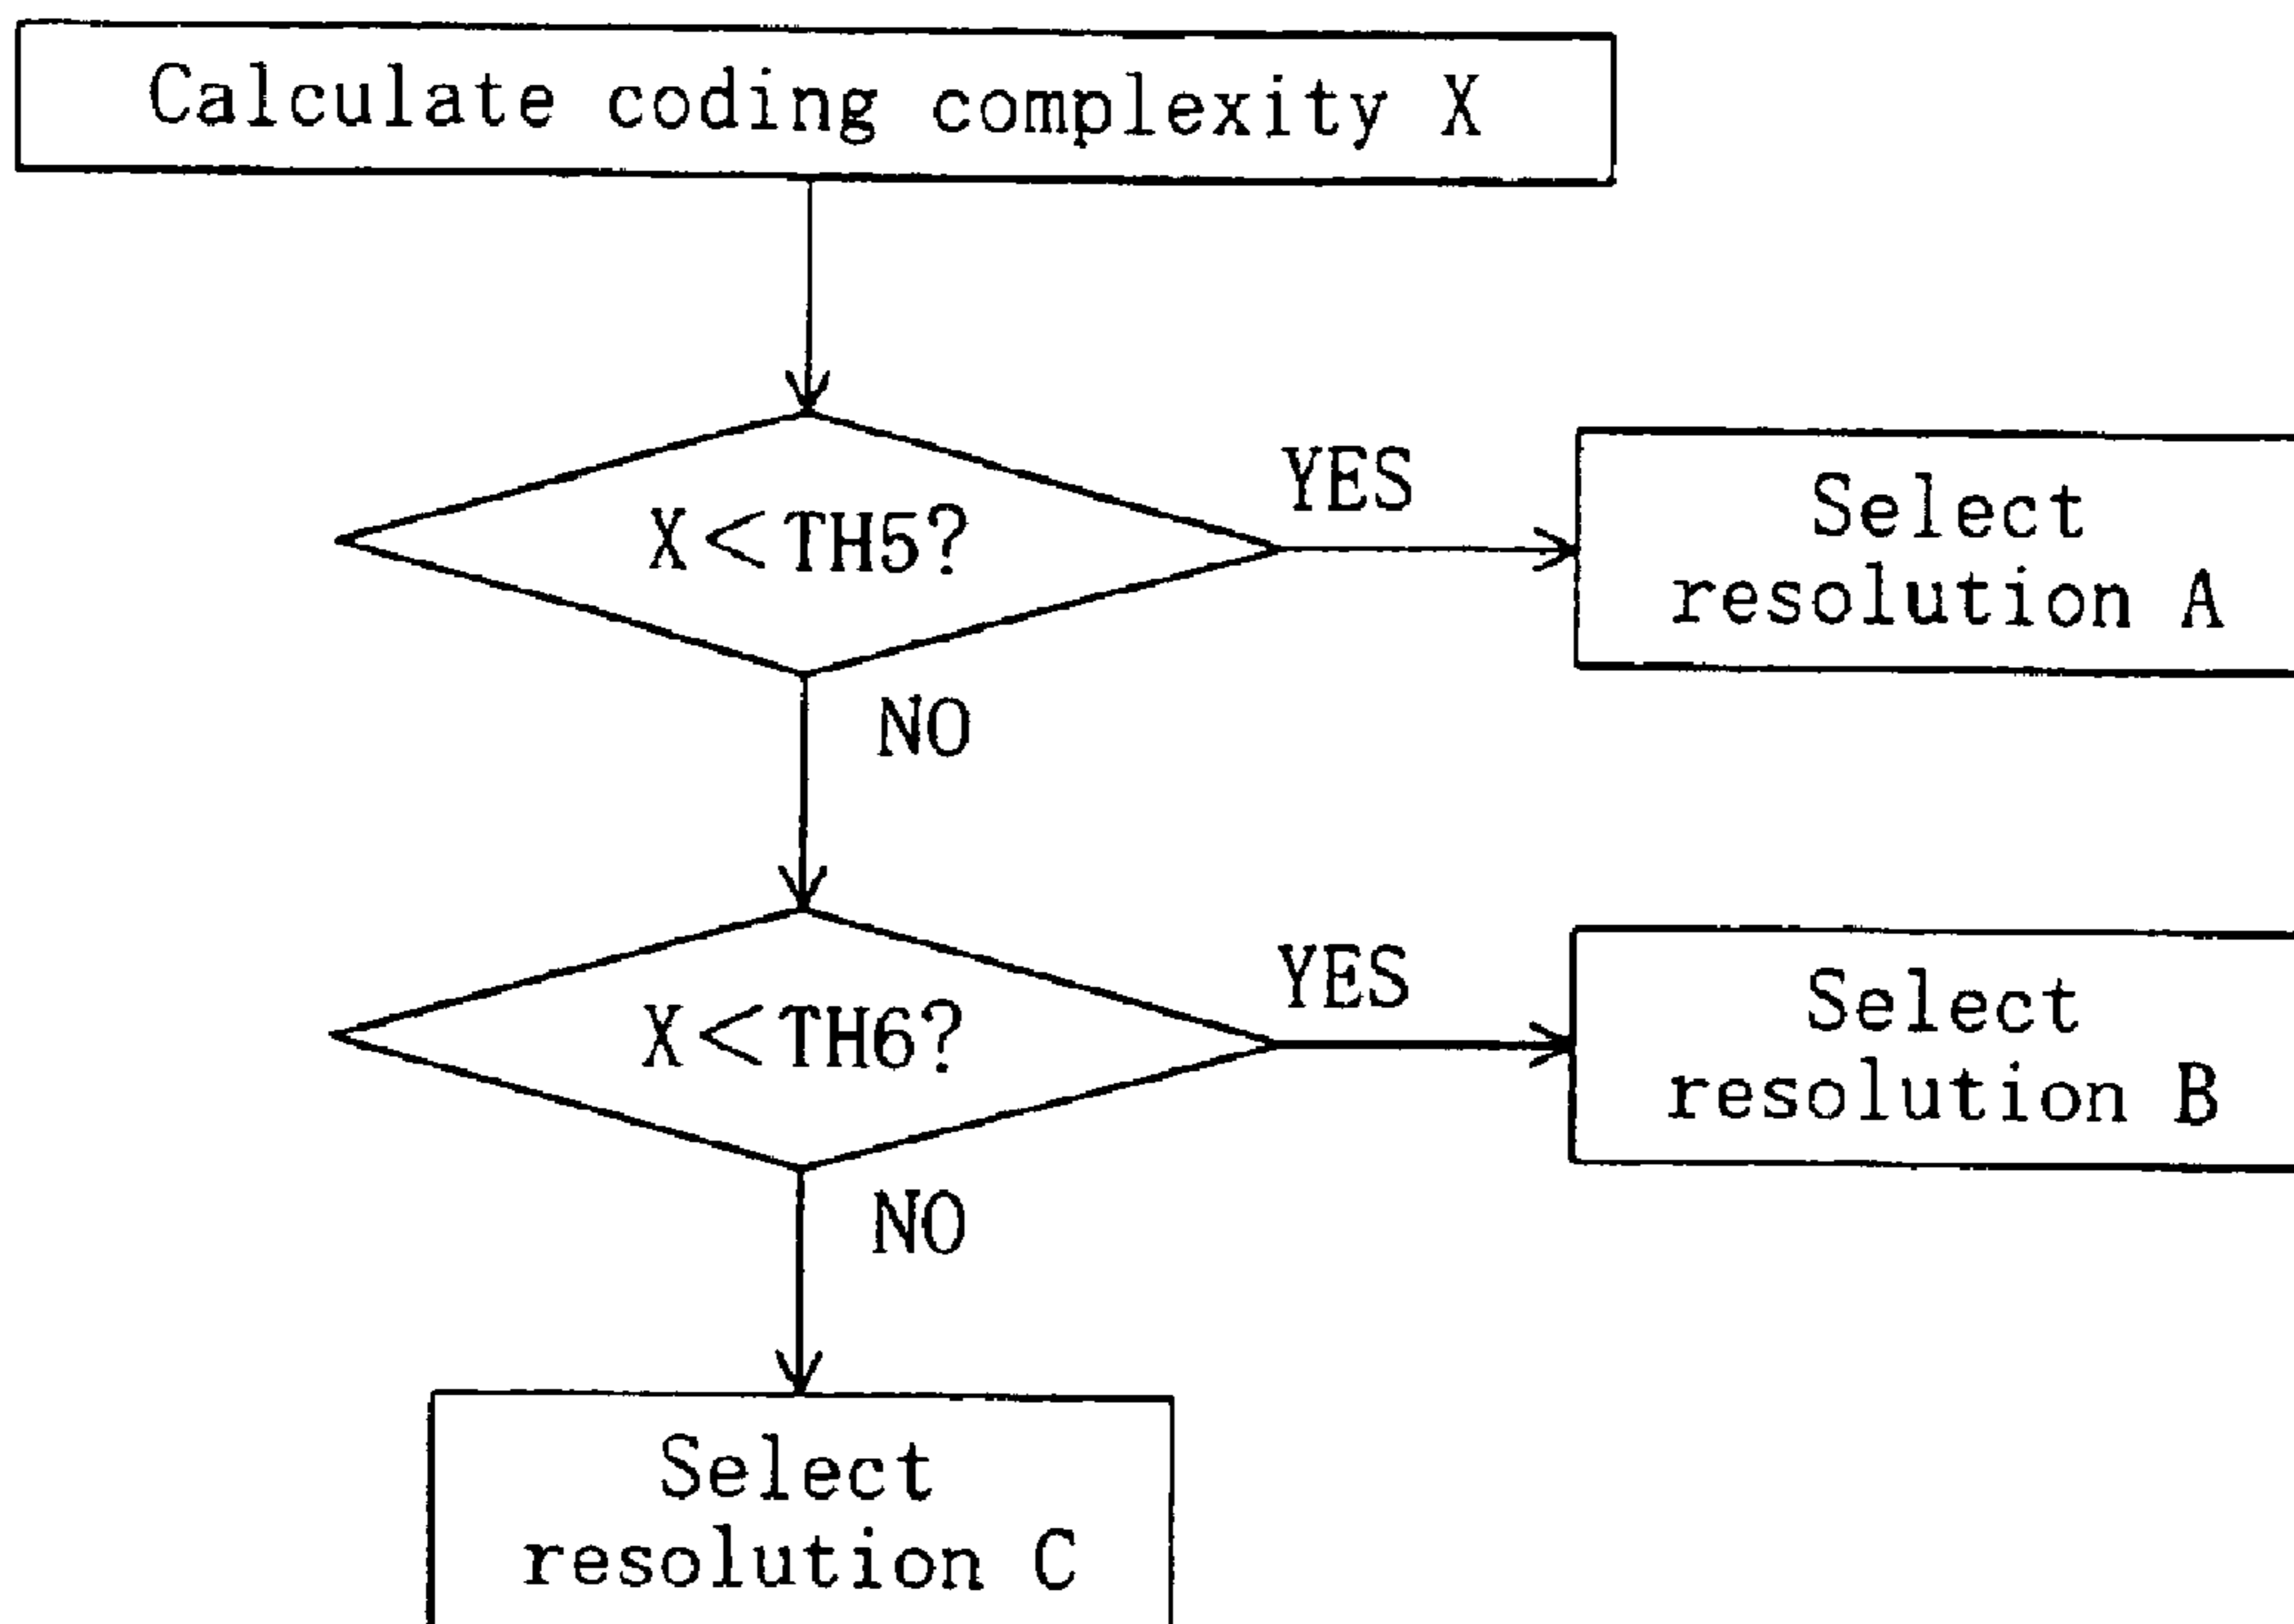 Calculate coding complexity X
YES
X<TH5?
Select
resolution A
NO
YES
X<TH6?
Select
resolution B
NO
Select
resolution C